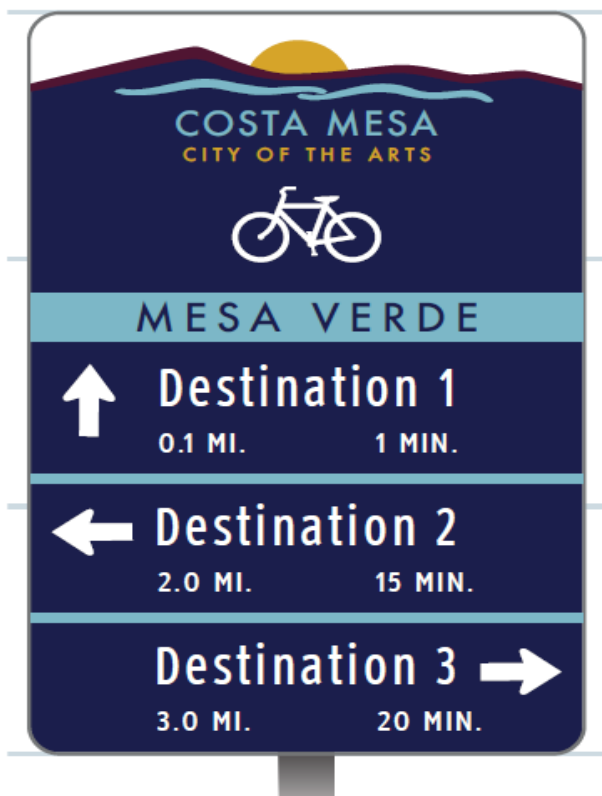 COSTA MESA
CITY OF THE ARTS
MESA VERDE
Destination 1
0.1 MI. 1 MIN.
Destination 2
2.0 MI. 15 MIN.
Destination 3
3.0 MI. 20 MIN.